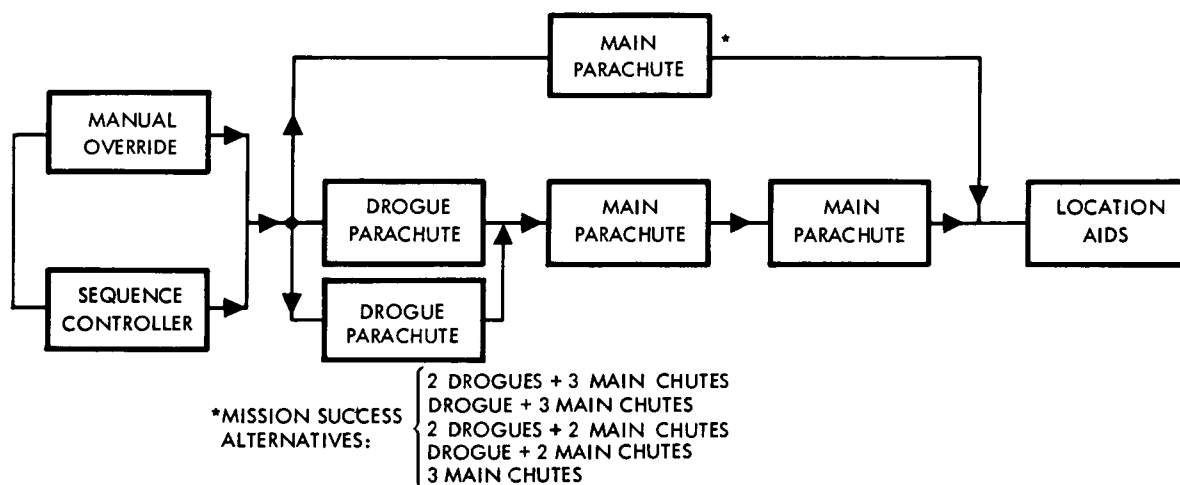 MAIN
PARACHUTE
*
MANUAL
OVERRIDE
DROGUE
PARACHUTE
MAIN
PARACHUTE
MAIN
PARACHUTE
LOCATION
AIDS
SEQUENCE
CONTROLLER
DROGUE
PARACHUTE
*MISSION SUCCESS
ALTERNATIVES:
2 DROGUES + 3 MAIN CHUTES
DROGUE + 3 MAIN CHUTES
2 DROGUES + 2 MAIN CHUTES
DROGUE + 2 MAIN CHUTES
3 MAIN CHUTES